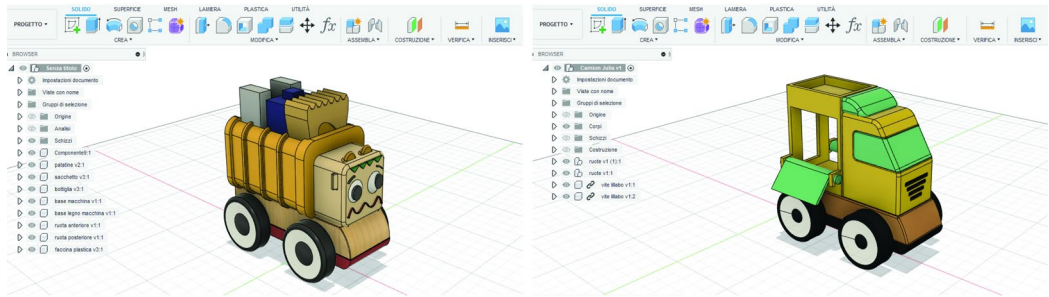 SOLIDO SUPERFICIE MESH LAMIERA PLASTICA UTILITÀ
PROGETTO
fx
CREA MODIFICA ASSEMBLA COSTRUZIONE VERIFICA INSERISCI
BROWSER
Senza titolo
Impostazioni documento
Viste con nome
Gruppi di selezione
Origine
Analisi
Schizzi
Componente8:1
patatine v2:1
sacchetto v3:1
bottiglia v3:1
base macchina v1:1
base legno macchina v1:1
ruota anteriore v1:1
ruota posteriore v1:1
faccina plastica v3:1
SOLIDO SUPERFICIE MESH LAMIERA PLASTICA UTILITÀ
PROGETTO
fx
CREA MODIFICA ASSEMBLA COSTRUZIONE VERIFICA INSERISCI
BROWSER
Camion Julia v1
Impostazioni documento
Viste con nome
Gruppi di selezione
Origine
Corpi
Schizzi
Costruzione
ruote v1 (1):1
ruote v1:1
vite lillabo v1:1
vite lillabo v1:2